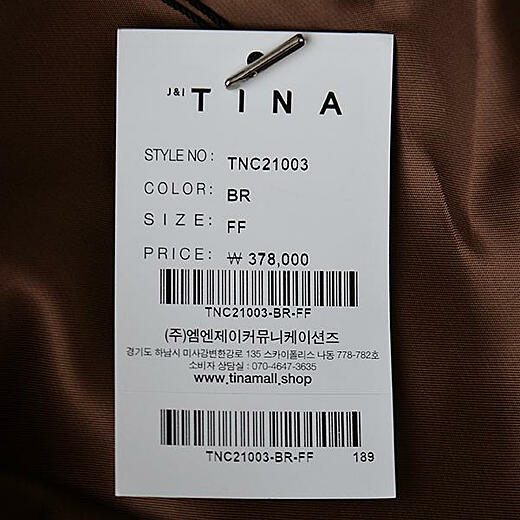 J&I TINA
STYLE NO: TNC21003
COLOR: BR
SIZE: FF
PRICE: ₩ 378,000
TNC21003-BR-FF
(주)엠엔제이커뮤니케이션즈
경기도 하남시 미사강변한강로 135 스카이폴리스 나동 778-782호
소비자 상담실 : 070-4647-3635
www.tinamall.shop
TNC21003-BR-FF 189